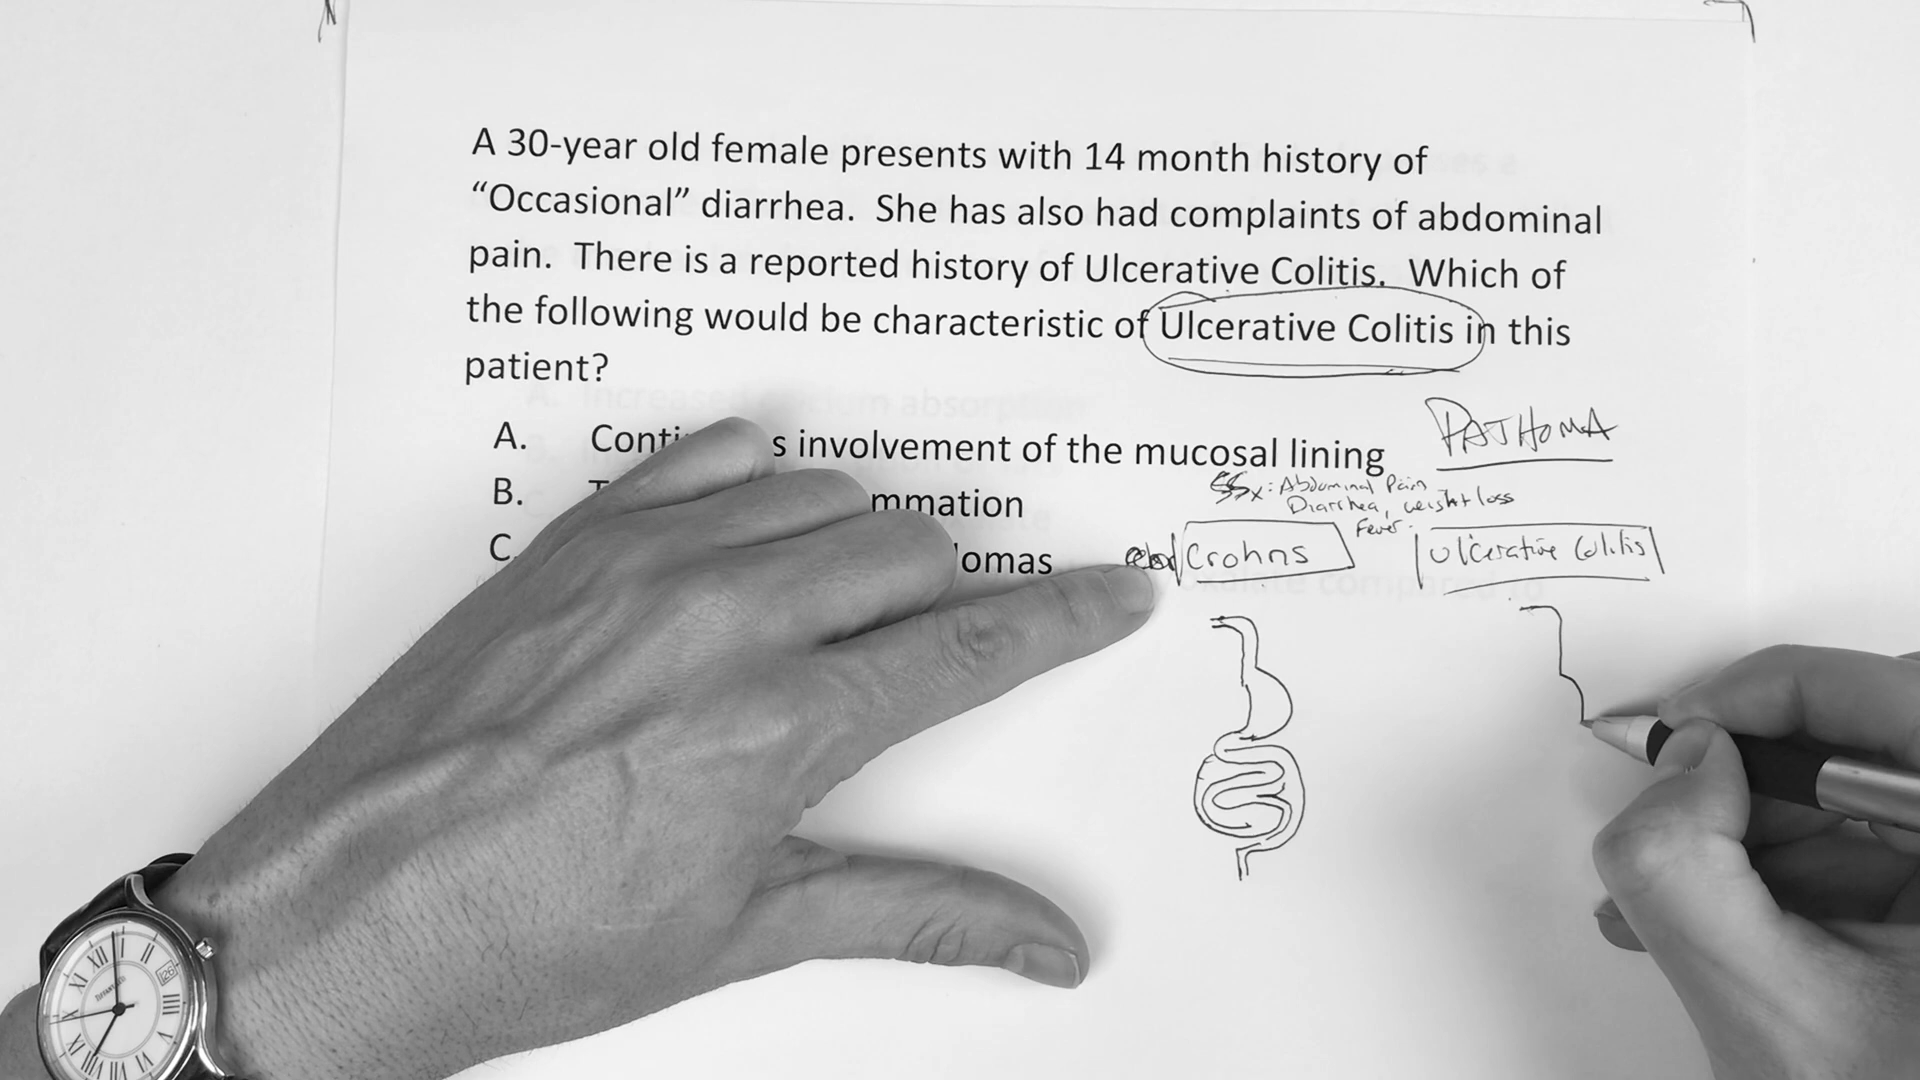 A 30-year old female presents with 14 month history of
“Occasional” diarrhea. She has also had complaints of abdominal
pain. There is a reported history of Ulcerative Colitis. Which of
the following would be characteristic of Ulcerative Colitis in this
patient?
A. s involvement of the mucosal lining
B.
C.
PATHOMA
Sx: Abdominal Pain
Diarrhea, weight loss
Fever
Crohns
Ulcerative Colitis